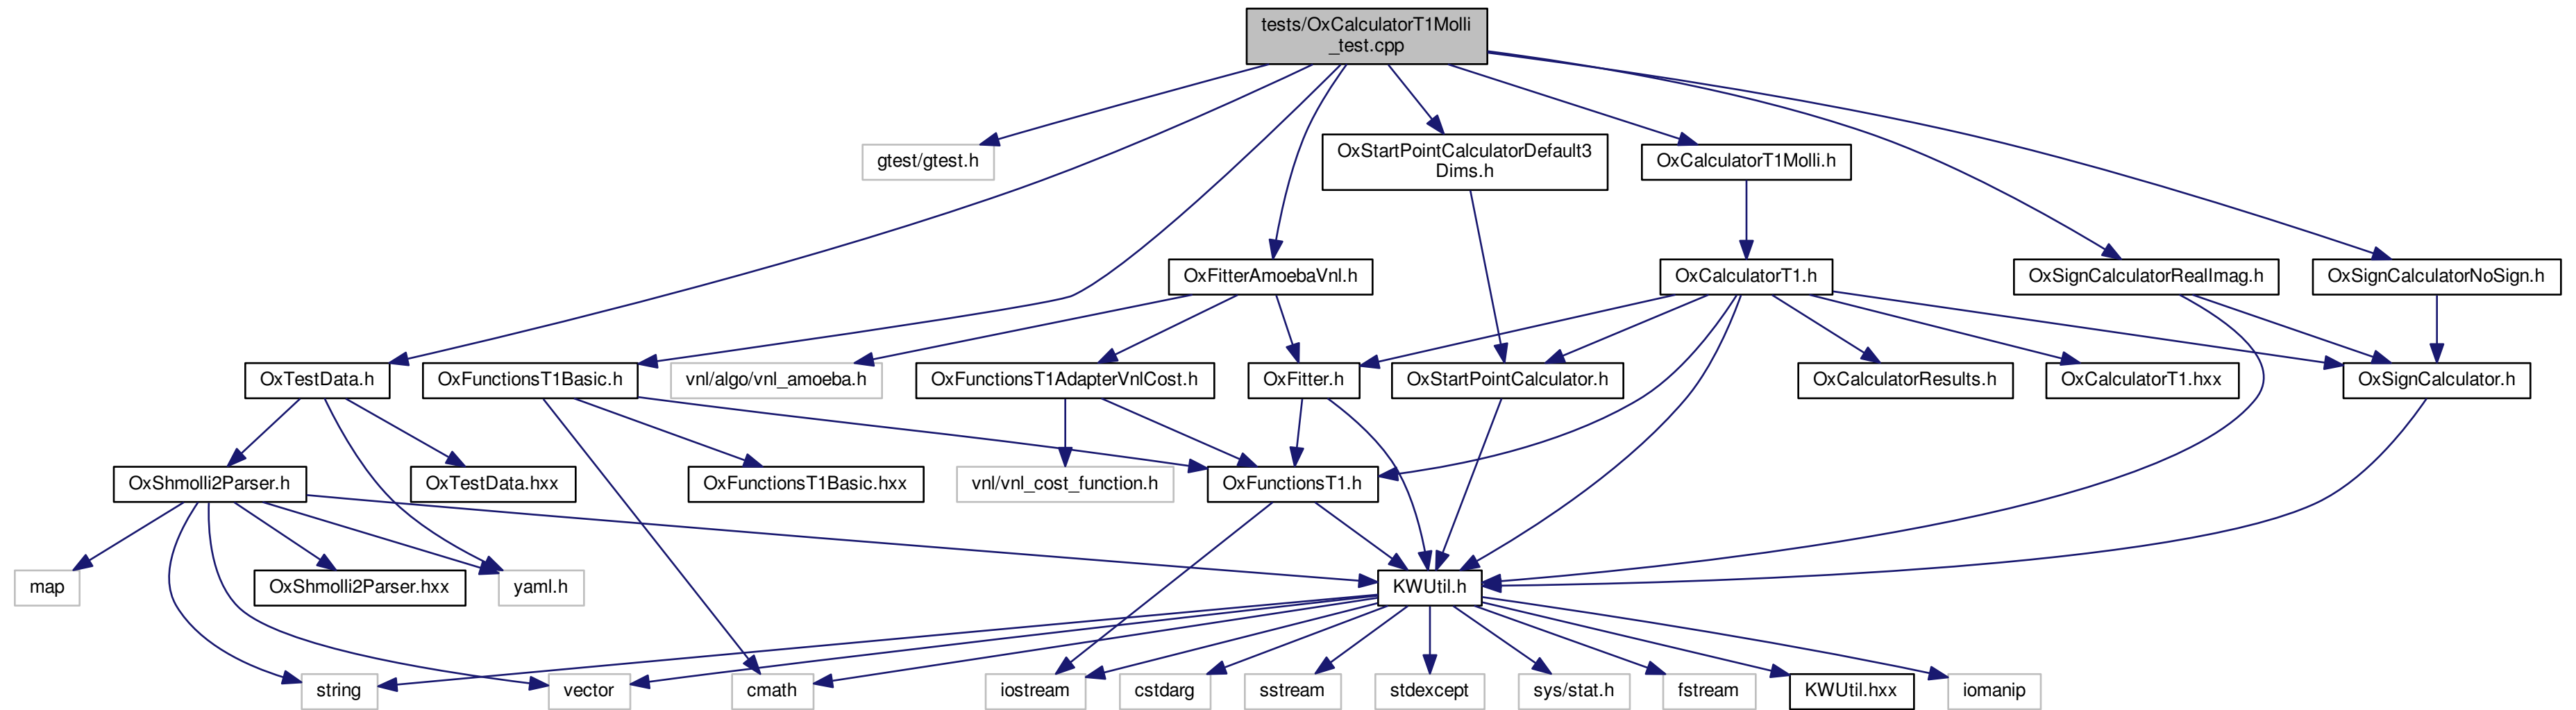 tests/OxCalculatorT1Molli
_test.cpp
gtest/gtest.h
OxStartPointCalculatorDefault3
Dims.h
OxCalculatorT1Molli.h
OxFitterAmoebaVnl.h
OxCalculatorT1.h
OxSignCalculatorRealImag.h
OxSignCalculatorNoSign.h
OxTestData.h
OxFunctionsT1Basic.h
vnl/algo/vnl_amoeba.h
OxFunctionsT1AdapterVnlCost.h
OxFitter.h
OxStartPointCalculator.h
OxCalculatorResults.h
OxCalculatorT1.hxx
OxSignCalculator.h
OxShmolli2Parser.h
OxTestData.hxx
OxFunctionsT1Basic.hxx
vnl/vnl_cost_function.h
OxFunctionsT1.h
map
OxShmolli2Parser.hxx
yaml.h
KWUtil.h
string
vector
cmath
iostream
cstdarg
sstream
stdexcept
sys/stat.h
fstream
KWUtil.hxx
iomanip